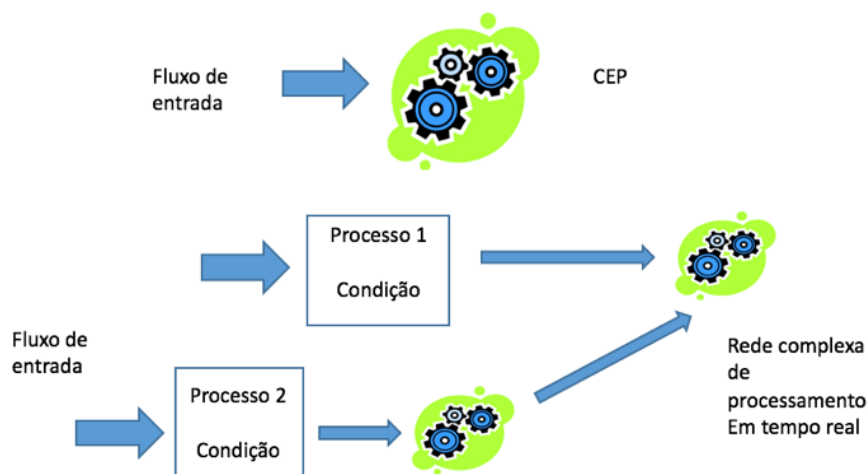 Fluxo de
entrada
CEP
Processo 1
Condição
Fluxo de
entrada
Processo 2
Condição
Rede complexa
de
processamento
Em tempo real